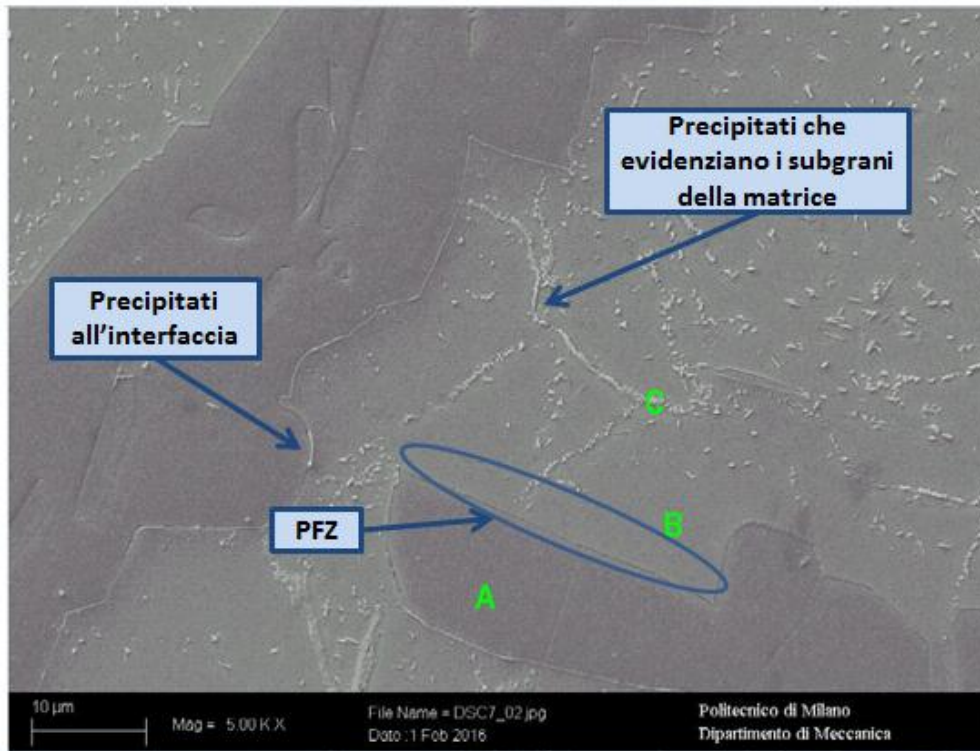 Precipitati che
evidenziano i subgrani
della matrice
Precipitati
all'interfaccia
C
B
PFZ
A
10 µm
Mag = 5.00 K X
File Name = DSC7_02.jpg
Dato :1 Feb 2016
Politecnico di Milano
Dipartimento di Meccanica